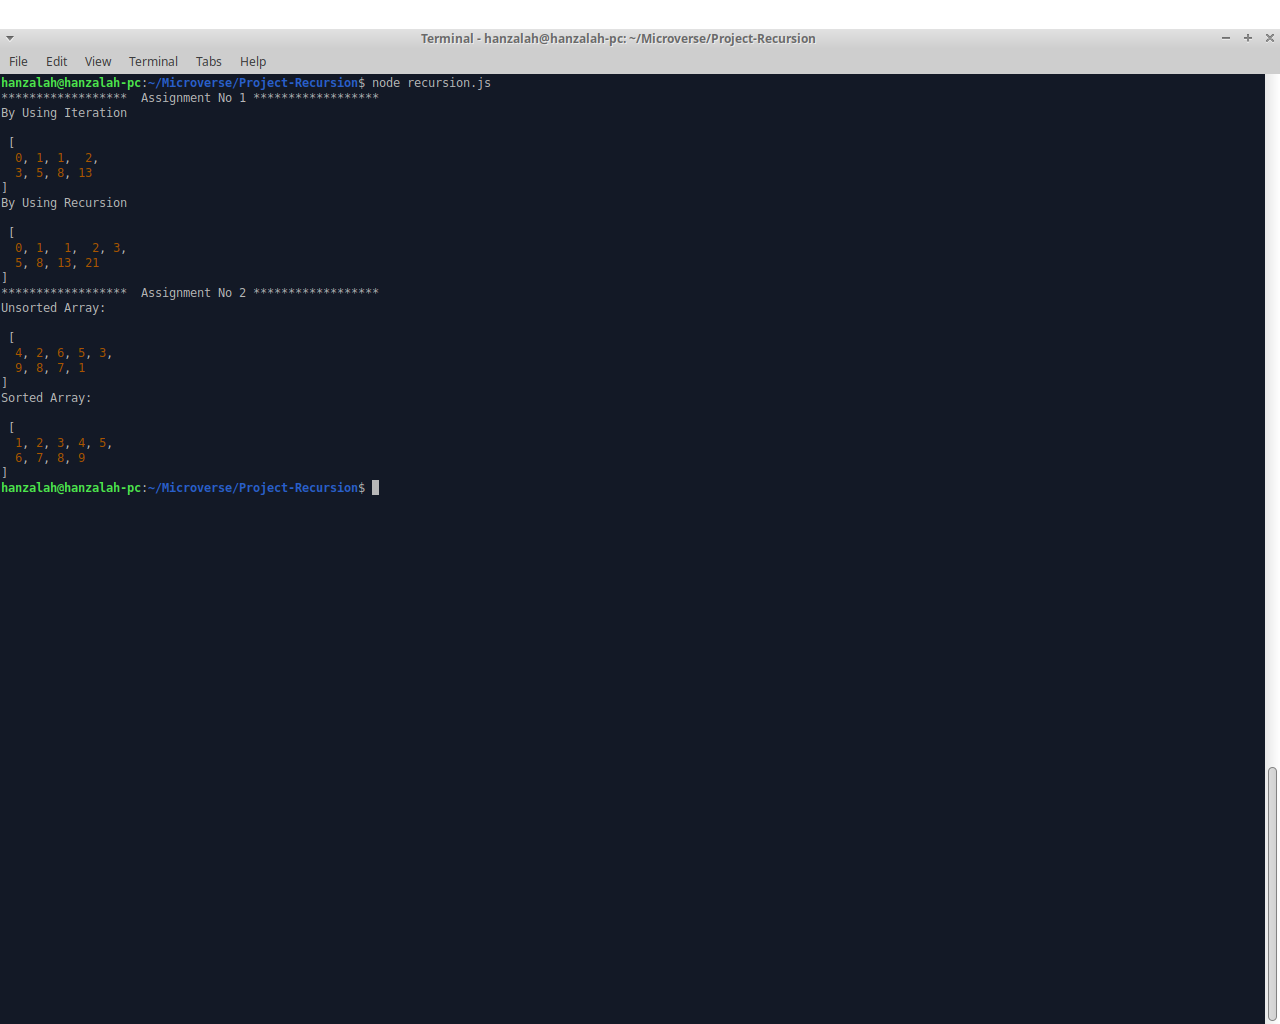 Terminal - hanzalah@hanzalah-pc: ~/Microverse/Project-Recursion
File Edit View Terminal Tabs Help
hanzalah@hanzalah-pc:~/Microverse/Project-Recursion$ node recursion.js
******************  Assignment No 1 ******************
By Using Iteration
 [
  0, 1, 1,  2,
  3, 5, 8, 13
]
By Using Recursion
 [
  0, 1,  1,  2, 3,
  5, 8, 13, 21
]
******************  Assignment No 2 ******************
Unsorted Array:
 [
  4, 2, 6, 5, 3,
  9, 8, 7, 1
]
Sorted Array:
 [
  1, 2, 3, 4, 5,
  6, 7, 8, 9
]
hanzalah@hanzalah-pc:~/Microverse/Project-Recursion$